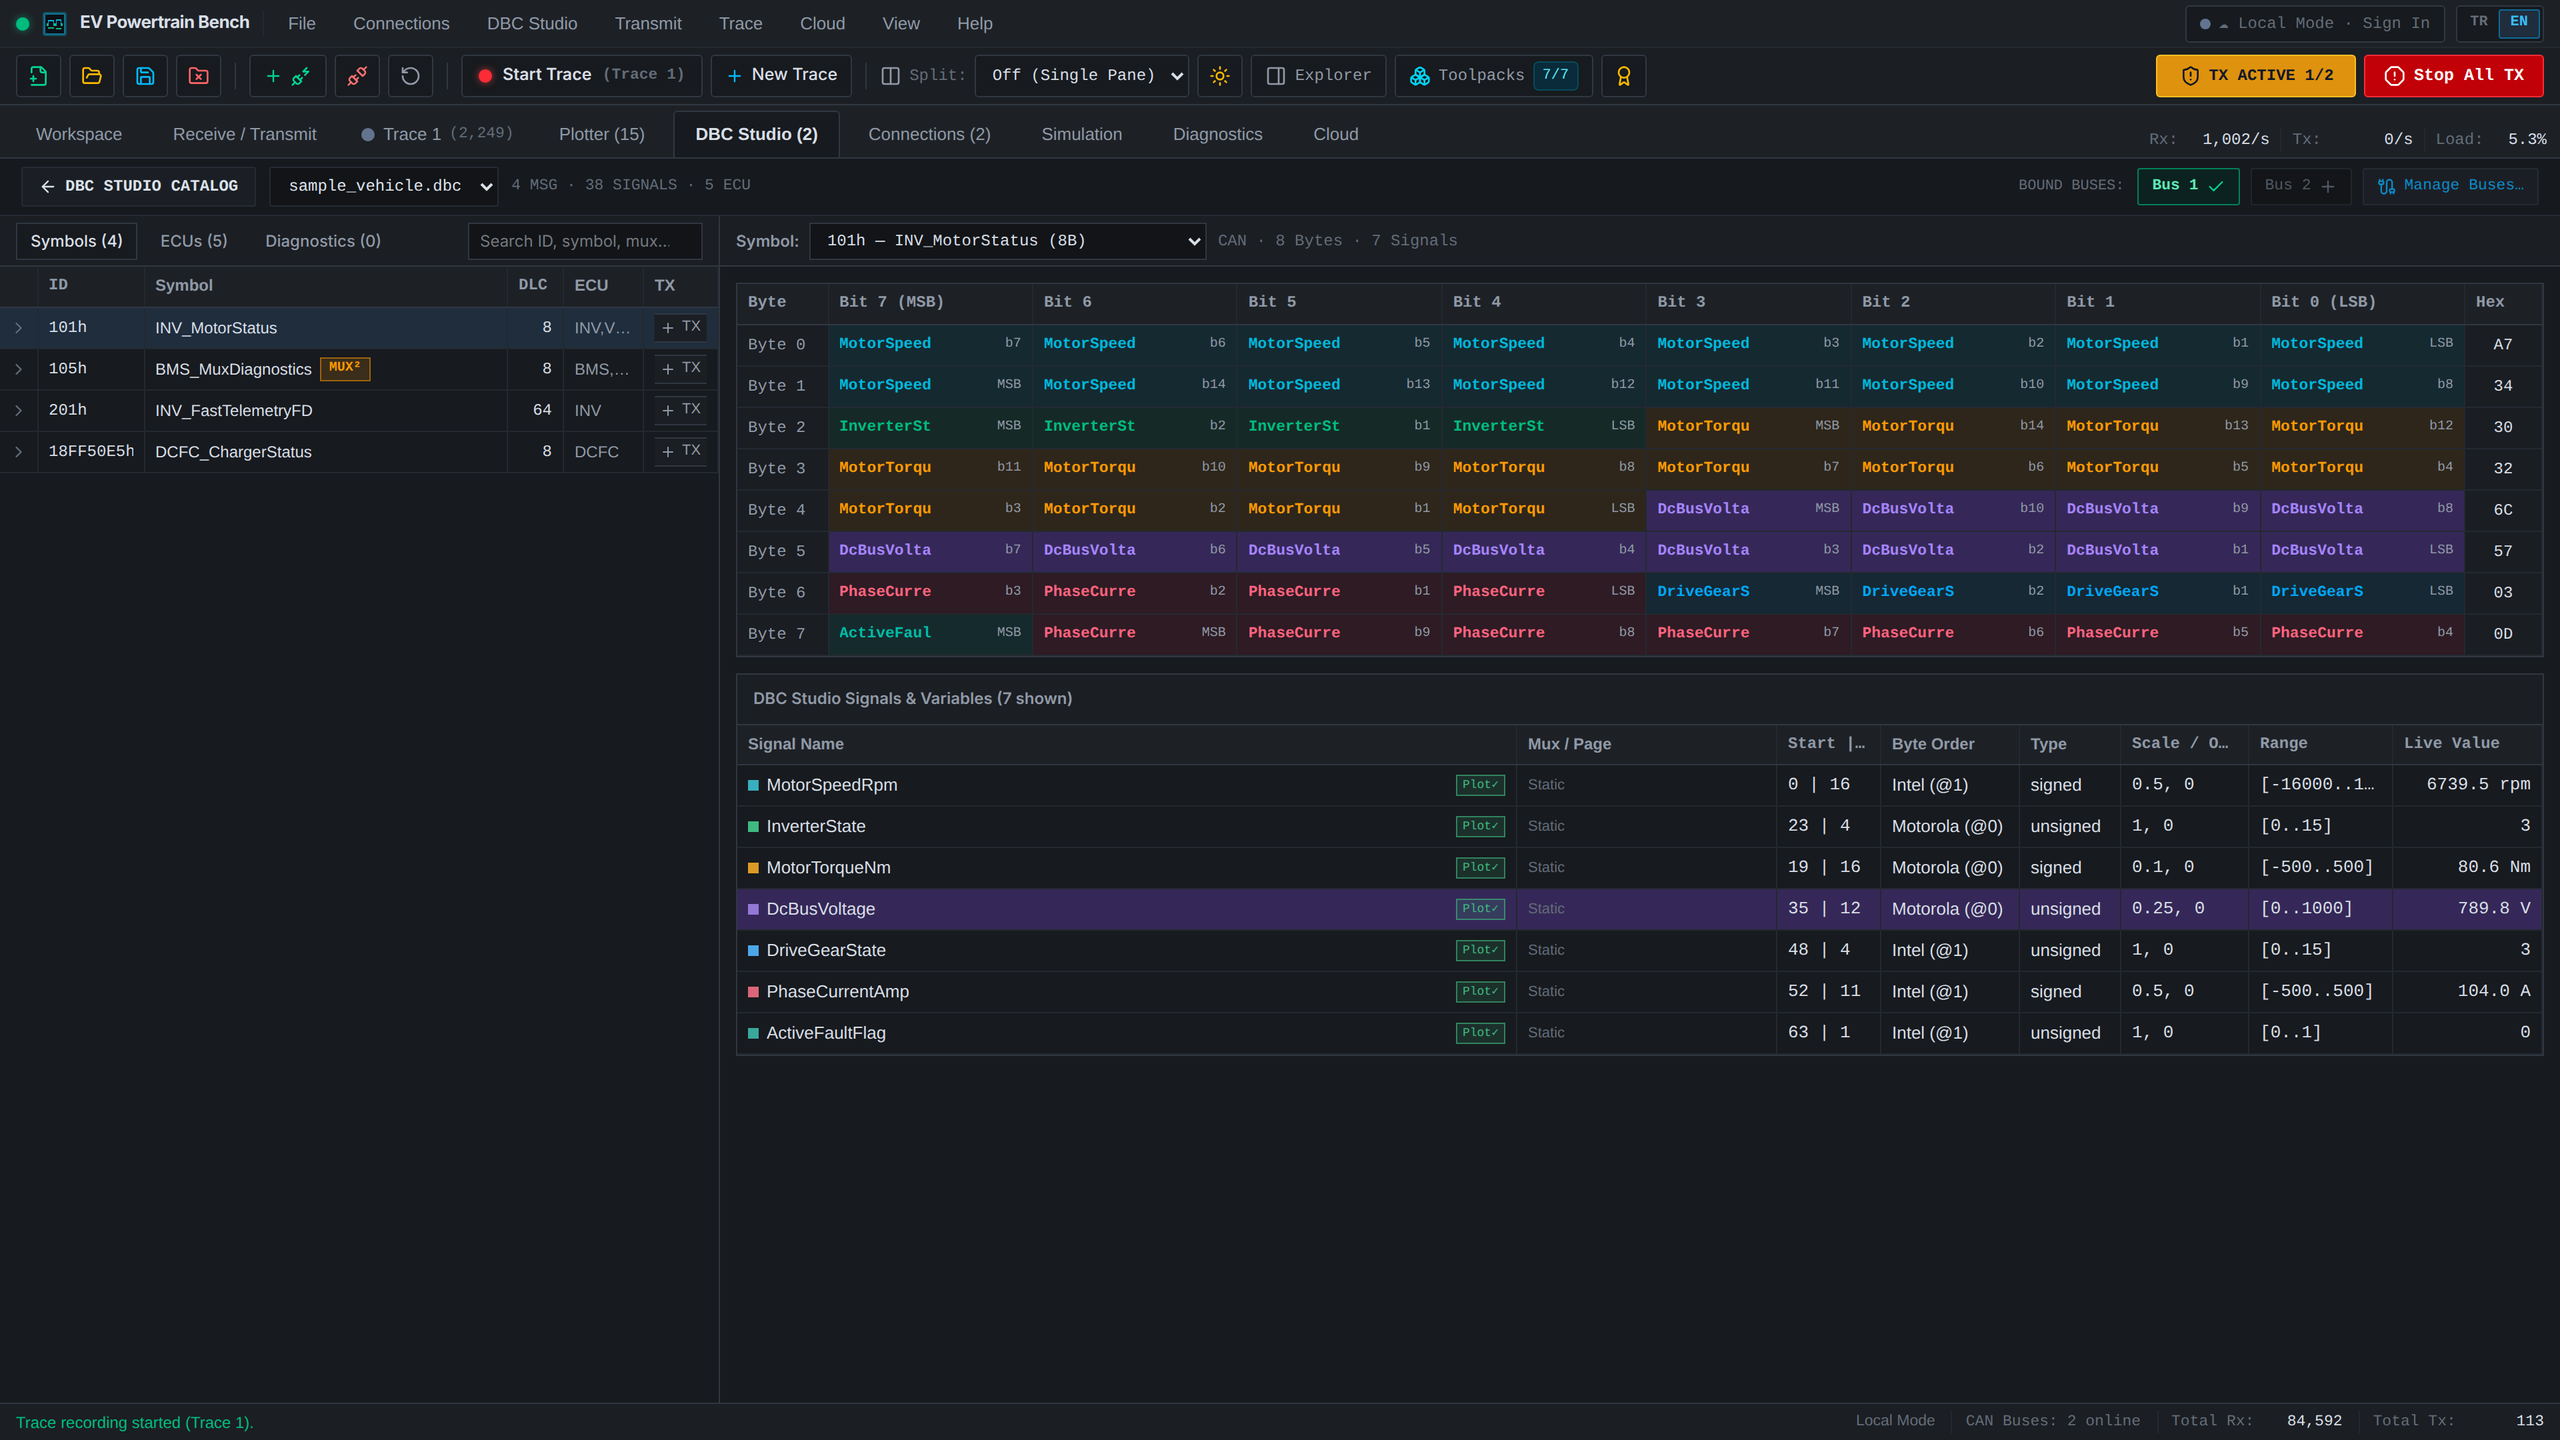 EV Powertrain Bench File Connections DBC Studio Transmit Trace Cloud View Help ☁ Local Mode · Sign In TR EN
Start Trace (Trace 1) New Trace Split: Off (Single Pane) Explorer Toolpacks 7/7 TX ACTIVE 1/2 Stop All TX
Workspace Receive / Transmit Trace 1 (2,249) Plotter (15) DBC Studio (2) Connections (2) Simulation Diagnostics Cloud Rx: 1,002/s Tx: 0/s Load: 5.3%
DBC STUDIO CATALOG sample_vehicle.dbc 4 MSG · 38 SIGNALS · 5 ECU BOUND BUSES: Bus 1 ✓ Bus 2 + Manage Buses…
Symbols (4) ECUs (5) Diagnostics (0) Search ID, symbol, mux...
ID Symbol DLC ECU TX
101h INV_MotorStatus 8 INV,V… + TX
105h BMS_MuxDiagnostics MUX² 8 BMS,… + TX
201h INV_FastTelemetryFD 64 INV + TX
18FF50E5h DCFC_ChargerStatus 8 DCFC + TX
Symbol: 101h — INV_MotorStatus (8B) CAN · 8 Bytes · 7 Signals
Byte Bit 7 (MSB) Bit 6 Bit 5 Bit 4 Bit 3 Bit 2 Bit 1 Bit 0 (LSB) Hex
Byte 0 MotorSpeed b7 MotorSpeed b6 MotorSpeed b5 MotorSpeed b4 MotorSpeed b3 MotorSpeed b2 MotorSpeed b1 MotorSpeed LSB A7
Byte 1 MotorSpeed MSB MotorSpeed b14 MotorSpeed b13 MotorSpeed b12 MotorSpeed b11 MotorSpeed b10 MotorSpeed b9 MotorSpeed b8 34
Byte 2 InverterSt MSB InverterSt b2 InverterSt b1 InverterSt LSB MotorTorqu MSB MotorTorqu b14 MotorTorqu b13 MotorTorqu b12 30
Byte 3 MotorTorqu b11 MotorTorqu b10 MotorTorqu b9 MotorTorqu b8 MotorTorqu b7 MotorTorqu b6 MotorTorqu b5 MotorTorqu b4 32
Byte 4 MotorTorqu b3 MotorTorqu b2 MotorTorqu b1 MotorTorqu LSB DcBusVolta MSB DcBusVolta b10 DcBusVolta b9 DcBusVolta b8 6C
Byte 5 DcBusVolta b7 DcBusVolta b6 DcBusVolta b5 DcBusVolta b4 DcBusVolta b3 DcBusVolta b2 DcBusVolta b1 DcBusVolta LSB 57
Byte 6 PhaseCurre b3 PhaseCurre b2 PhaseCurre b1 PhaseCurre LSB DriveGearS MSB DriveGearS b2 DriveGearS b1 DriveGearS LSB 03
Byte 7 ActiveFaul MSB PhaseCurre MSB PhaseCurre b9 PhaseCurre b8 PhaseCurre b7 PhaseCurre b6 PhaseCurre b5 PhaseCurre b4 0D
DBC Studio Signals & Variables (7 shown)
Signal Name Mux / Page Start |… Byte Order Type Scale / O… Range Live Value
MotorSpeedRpm Plot✓ Static 0 | 16 Intel (@1) signed 0.5, 0 [-16000..1… 6739.5 rpm
InverterState Plot✓ Static 23 | 4 Motorola (@0) unsigned 1, 0 [0..15] 3
MotorTorqueNm Plot✓ Static 19 | 16 Motorola (@0) signed 0.1, 0 [-500..500] 80.6 Nm
DcBusVoltage Plot✓ Static 35 | 12 Motorola (@0) unsigned 0.25, 0 [0..1000] 789.8 V
DriveGearState Plot✓ Static 48 | 4 Intel (@1) unsigned 1, 0 [0..15] 3
PhaseCurrentAmp Plot✓ Static 52 | 11 Intel (@1) signed 0.5, 0 [-500..500] 104.0 A
ActiveFaultFlag Plot✓ Static 63 | 1 Intel (@1) unsigned 1, 0 [0..1] 0
Trace recording started (Trace 1). Local Mode CAN Buses: 2 online Total Rx: 84,592 Total Tx: 113